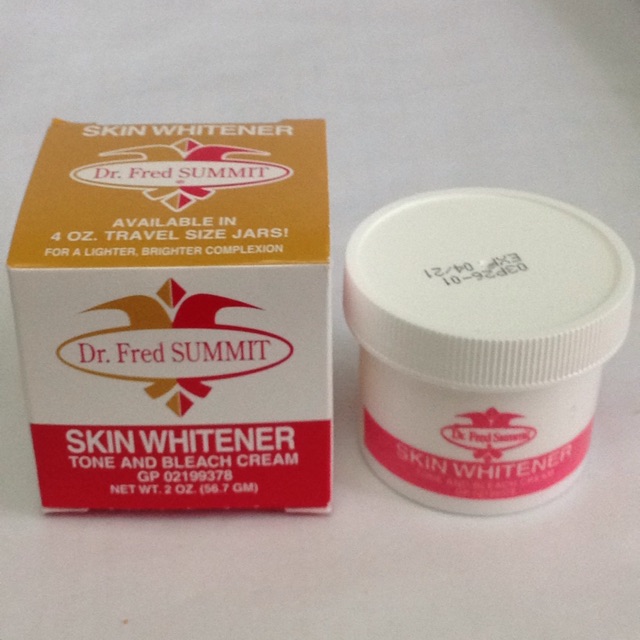 SKIN WHITENER
Dr. Fred SUMMIT
®
AVAILABLE IN
4 OZ. TRAVEL SIZE JARS!
FOR A LIGHTER, BRIGHTER COMPLEXION
Dr. Fred SUMMIT
SKIN WHITENER
TONE AND BLEACH CREAM
GP 02199378
NET WT. 2 OZ. (56.7 GM)
03P26-01
EXP 04/21
Dr. Fred Summit
SKIN WHITENER
TONE AND BLEACH CREAM